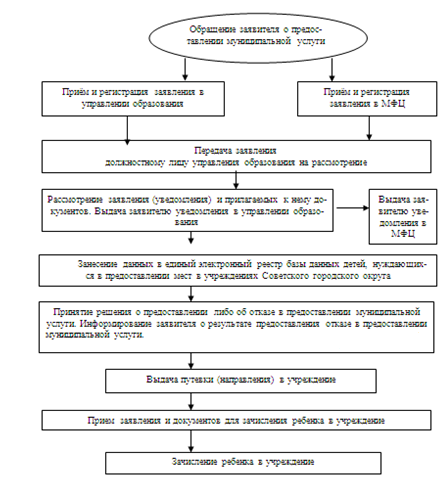 Обращение заявителя о предос-
тавлении муниципальной услуги
Приём и регистрация заявления в
управлении образования
Приём и регистрация
заявления в МФЦ
Передача заявления
должностному лицу управления образования на рассмотрение
Рассмотрение заявления (уведомления) и прилагаемых к нему до-
кументов. Выдача заявителю уведомления в управлении образо-
вания
Выдача зая-
вителю уве-
домления в
МФЦ
Занесение данных в единый электронный реестр базы данных детей, нуждающих-
ся в предоставлении мест в учреждениях Советского городского округа
Принятие решения о предоставлении либо об отказе в предоставлении муниципальной
услуги. Информирование заявителя о результате предоставления отказе в предоставлении
муниципальной услуги.
Выдача путевки (направления) в учреждение
Прием заявления и документов для зачисления ребенка в учреждение
Зачисление ребенка в учреждение